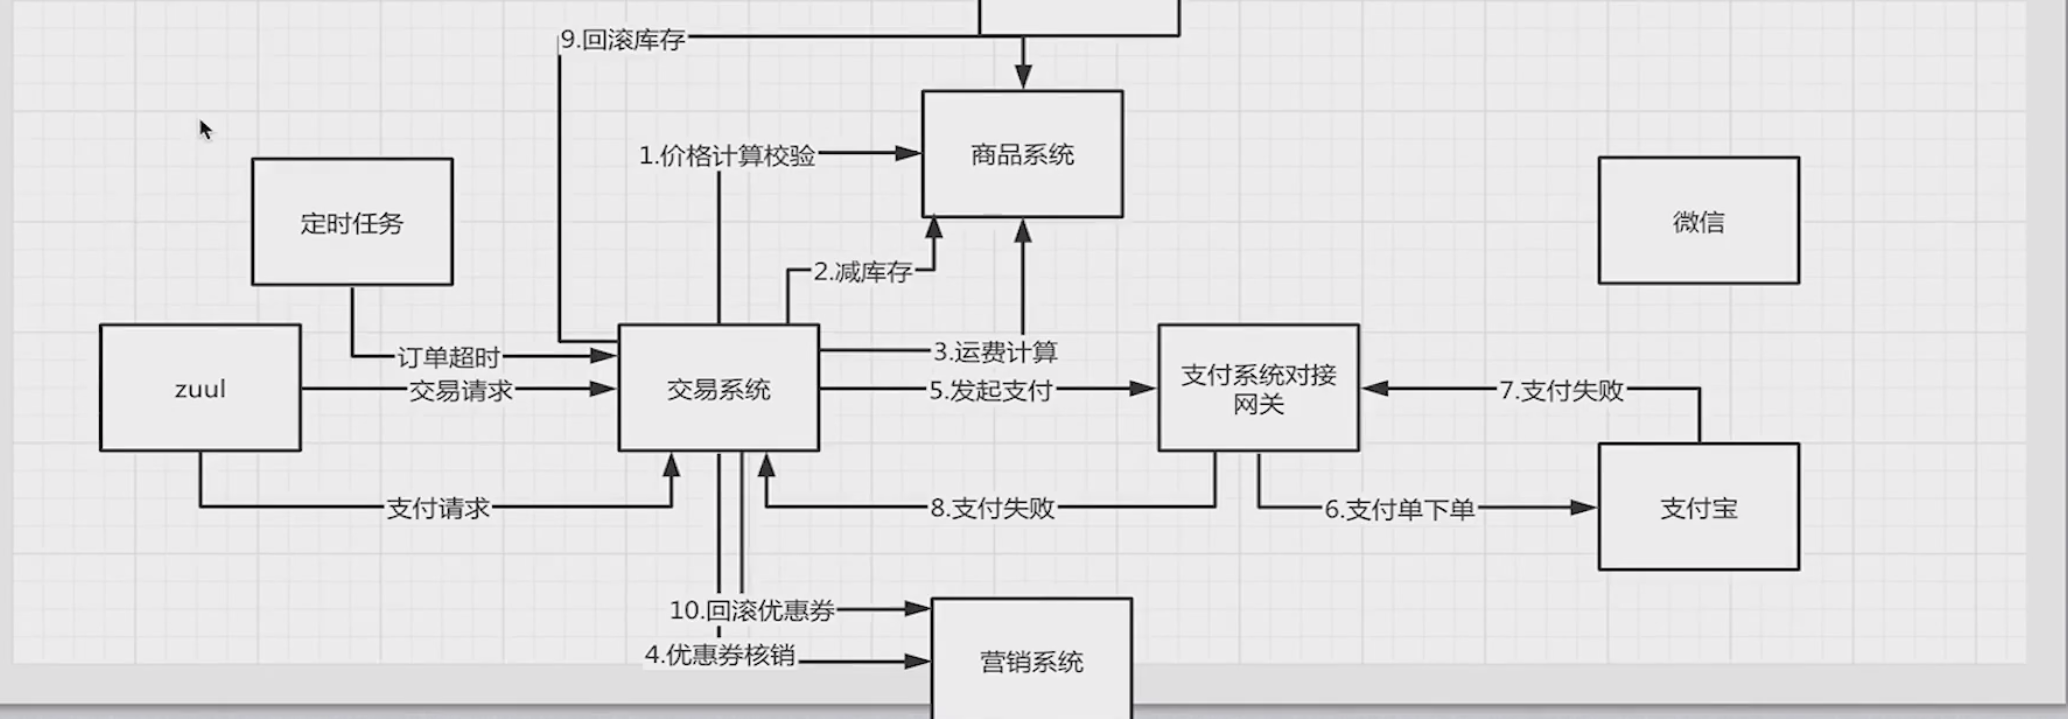 9.回滚库存
1.价格计算校验
商品系统
定时任务
微信
2.减库存
订单超时
3.运费计算
zuul
交易请求
交易系统
5.发起支付
支付系统对接
网关
7.支付失败
支付请求
8.支付失败
6.支付单下单
支付宝
10.回滚优惠券
4.优惠券核销
营销系统